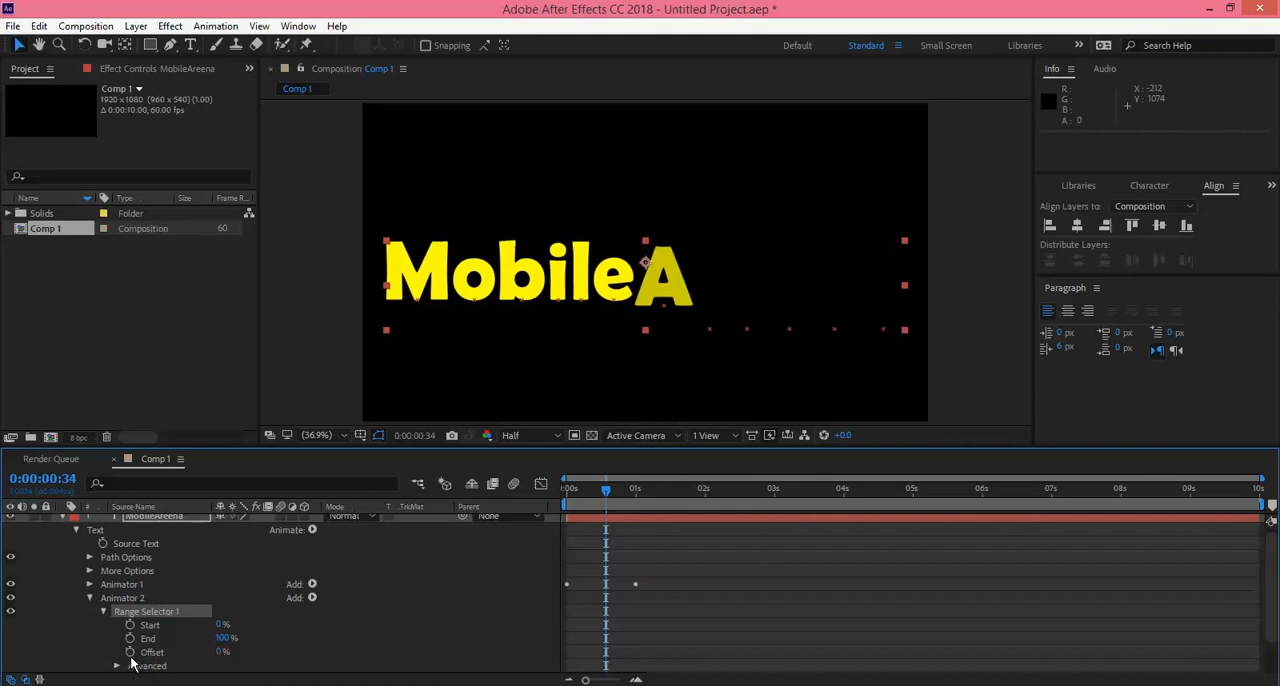 Adobe After Effects CC 2018 - Untitled Project.aep *
File Edit Composition Layer Effect Animation View Window Help
Snapping Default Standard Small Screen Libraries Search Help
Project Effect Controls MobileAreena
Composition Comp 1
Info Audio
Comp 1
1920 x1080 (960 x 540) (1.00)
Δ 0:00:10:00, 60.00 fps
Comp 1
R :
G :
B :
A : 0
X : -212
Y : 1074
Name Type Size Frame R...
Solids Folder
Comp 1 Composition 60
MobileA
Libraries Character Align
Align Layers to: Composition
Distribute Layers:
Paragraph
0 px 0 px 0 px
6 px 0 px
8 bpc
(36.9%) 0:00:00:34 Half Active Camera 1 View +0.0
Render Queue Comp 1
0:00:00:34
:00s 01s 02s 03s 04s 05s 06s 07s 08s 09s 10s
# Source Name Mode T .TrkMat Parent
MobileAreena Normal None
Text Animate:
Source Text
Path Options
More Options
Animator 1 Add:
Animator 2 Add:
Range Selector 1
Start 0 %
End 100 %
Offset 0 %
Advanced